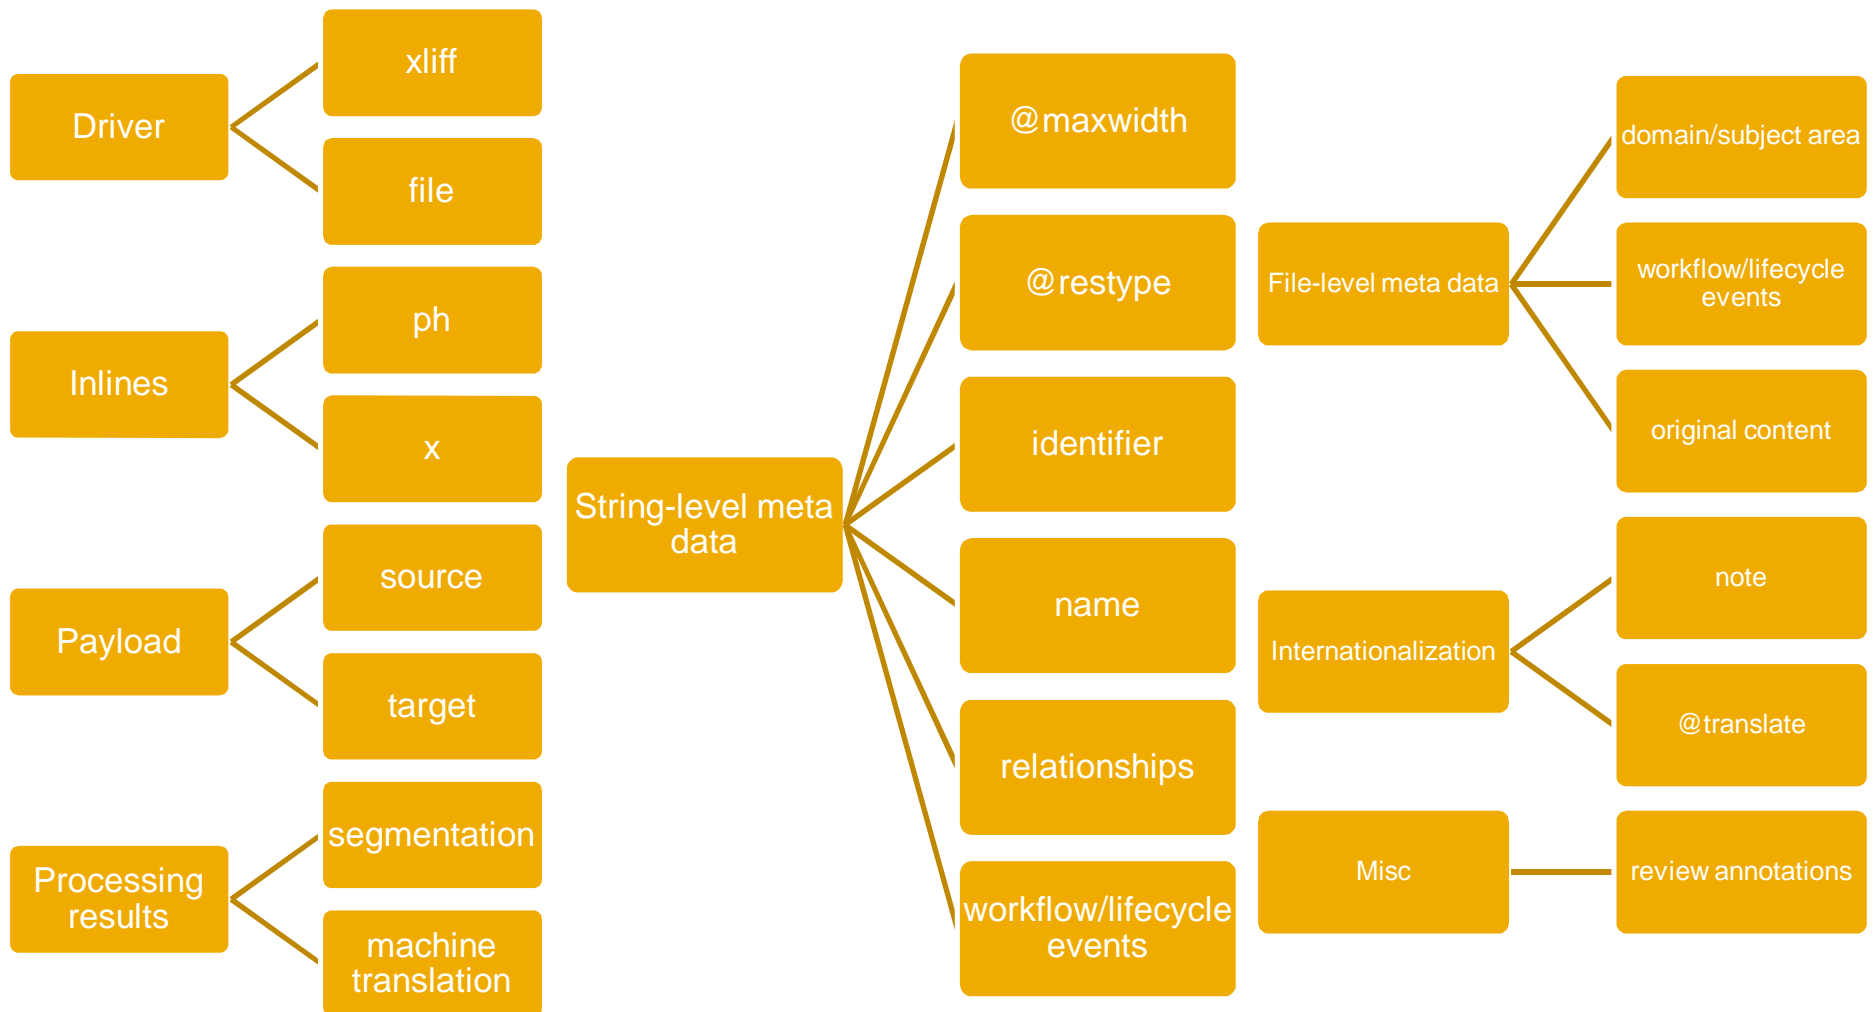 Driver
xliff
file
Inlines
ph
x
Payload
source
target
Processing
results
segmentation
machine
translation
String-level meta
data
@maxwidth
@restype
identifier
name
relationships
workflow/lifecycle
events
File-level meta data
domain/subject area
workflow/lifecycle
events
original content
Internationalization
note
@translate
Misc
review annotations